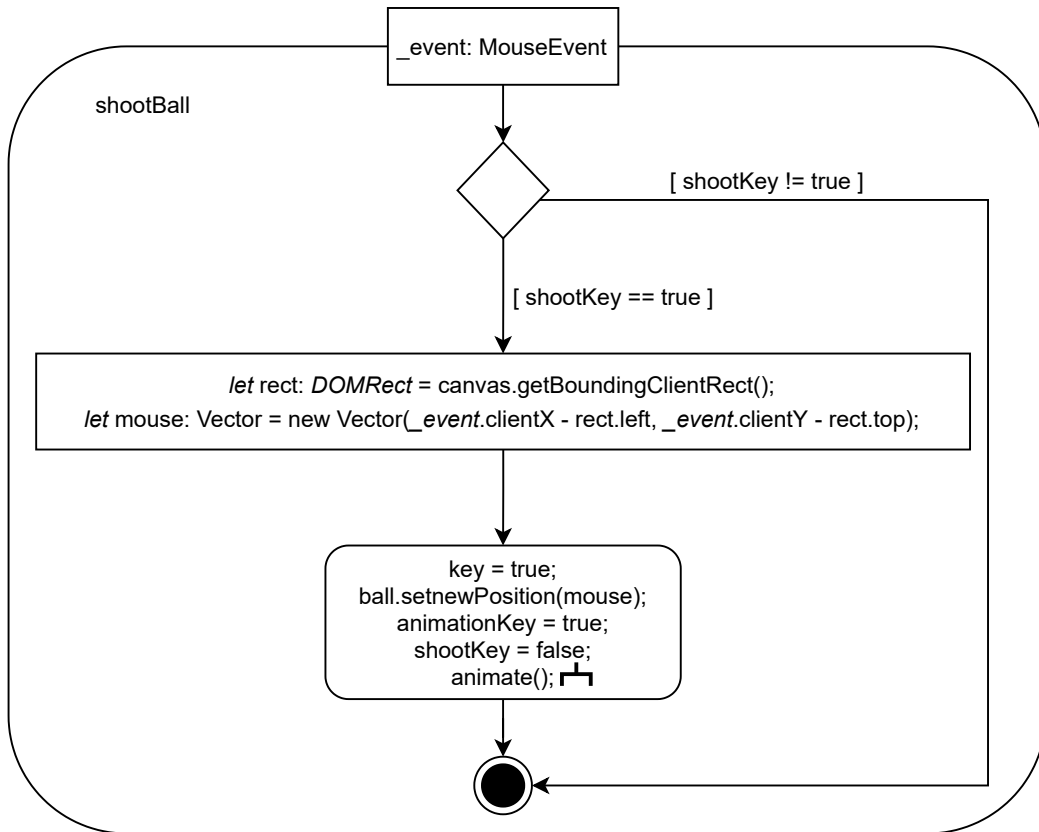 _event: MouseEvent
shootBall
[ shootKey != true ]
[ shootKey == true ]
let rect: DOMRect = canvas.getBoundingClientRect();
let mouse: Vector = new Vector(_event.clientX - rect.left, _event.clientY - rect.top);
key = true;
ball.setnewPosition(mouse);
animationKey = true;
shootKey = false;
animate();